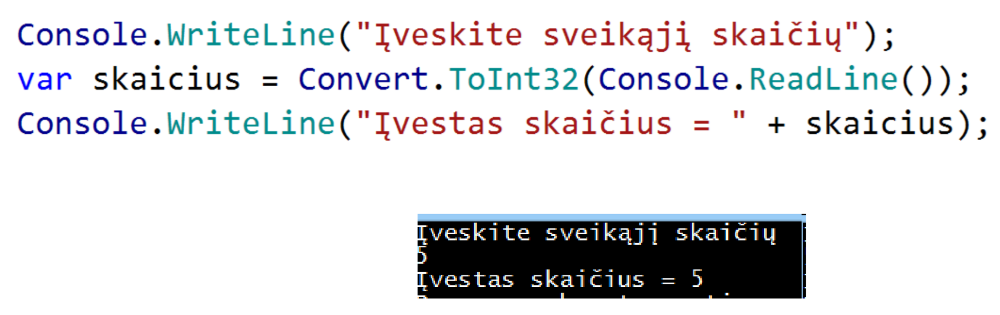 Console.WriteLine("Įveskite sveikąjį skaičių");
var skaicius = Convert.ToInt32(Console.ReadLine());
Console.WriteLine("Įvestas skaičius = " + skaicius);
Įveskite sveikąjį skaičių
5
Įvestas skaičius = 5